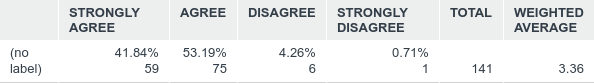 STRONGLY AGREE DISAGREE STRONGLY TOTAL WEIGHTED
AGREE DISAGREE AVERAGE
(no 41.84% 53.19% 4.26% 0.71%
label) 59 75 6 1 141 3.36